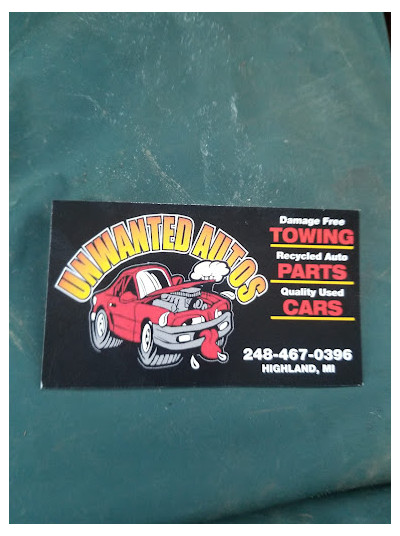 UNWANTED AUTOS
Damage Free
TOWING
Recycled Auto
PARTS
Quality Used
CARS
248-467-0396
HIGHLAND, MI